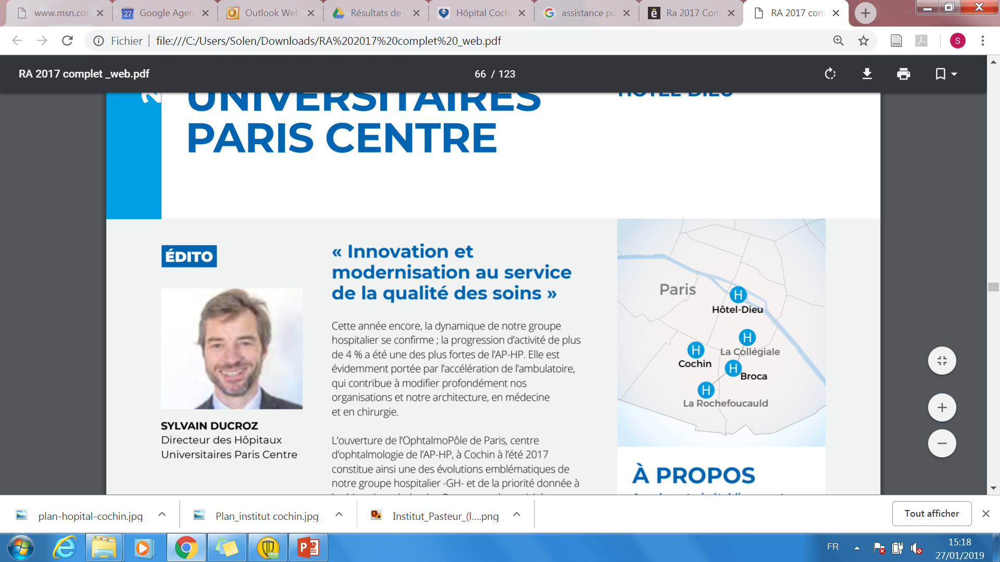 www.msn.con
27
Google Agen
Outlook Web
Résultats de
Hôpital Coch
assistance pu
Ra 2017 Com
RA 2017 com
Fichier
file:///C:/Users/Solen/Downloads/RA%202017%20complet%20_web.pdf
S
RA 2017 complet _web.pdf
66 / 123
UNIVERSITAIRES
PARIS CENTRE
HÔTEL-DIEU
ÉDITO
SYLVAIN DUCROZ
Directeur des Hôpitaux
Universitaires Paris Centre
« Innovation et
modernisation au service
de la qualité des soins »
Cette année encore, la dynamique de notre groupe
hospitalier se confirme ; la progression d’activité de plus
de 4 % a été une des plus fortes de l’AP-HP. Elle est
évidemment portée par l’accélération de l’ambulatoire,
qui contribue à modifier profondément nos
organisations et notre architecture, en médecine
et en chirurgie.
L’ouverture de l’OphtalmoPôle de Paris, centre
d’ophtalmologie de l’AP-HP, à Cochin à l’été 2017
constitue ainsi une des évolutions emblématiques de
notre groupe hospitalier -GH- et de la priorité donnée à
Paris
H
Hôtel-Dieu
H
La Collégiale
H
Cochin
H
Broca
H
La Rochefoucauld
À PROPOS
plan-hopital-cochin.jpg
Plan_institut cochin.jpg
Institut_Pasteur_(l....png
Tout afficher
FR
15:18
27/01/2019